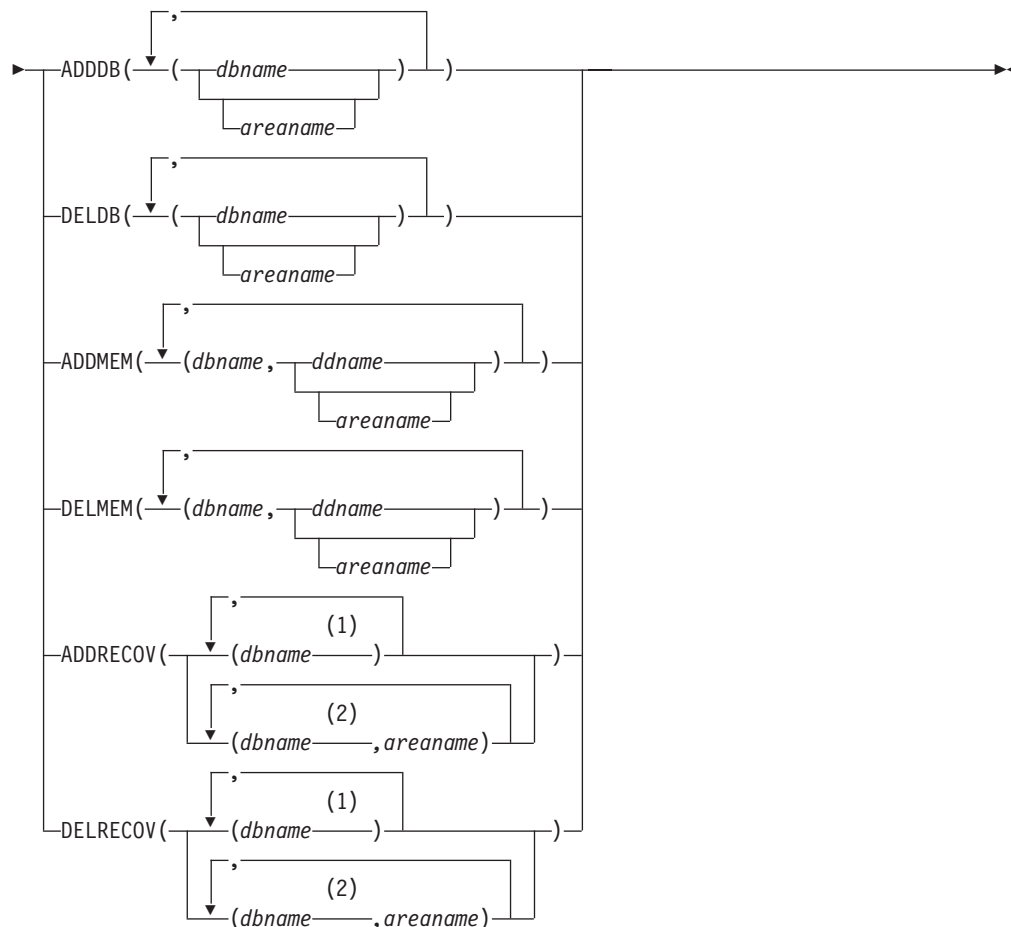 ,
ADDDB( ( dbname ) )
areaname
,
DELDB( ( dbname ) )
areaname
,
ADDMEM( (dbname, ddname ) )
areaname
,
DELMEM( (dbname, ddname ) )
areaname
,
(1)
ADDRECOV( (dbname ) )
,
(2)
(dbname ,areaname)
,
(1)
DELRECOV( (dbname ) )
,
(2)
(dbname ,areaname)